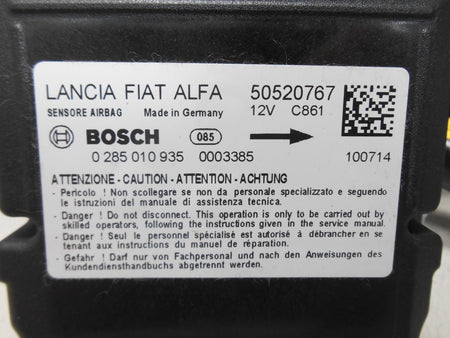 LANCIA FIAT ALFA 50520767
SENSORE AIRBAG Made in Germany 12V C861
BOSCH 085
0 285 010 935 0003385 100714
ATTENZIONE - CAUTION - ATTENTION - ACHTUNG
- Pericolo ! Non scollegare se non da personale specializzato e seguendo
le istruzioni del manuale di assistenza tecnica.
- Danger ! Do not disconnect. This operation is only to be carried out by
skilled operators, following the instructions given in the service manual.
- Danger ! Seul le personnel spécialisé est autorisé à débrancher en se
tenant aux instructions du manuel de réparation.
- Gefahr ! Darf nur von Fachpersonal und nach den Anweisungen des
Kundendiensthandbuchs abgetrennt werden.